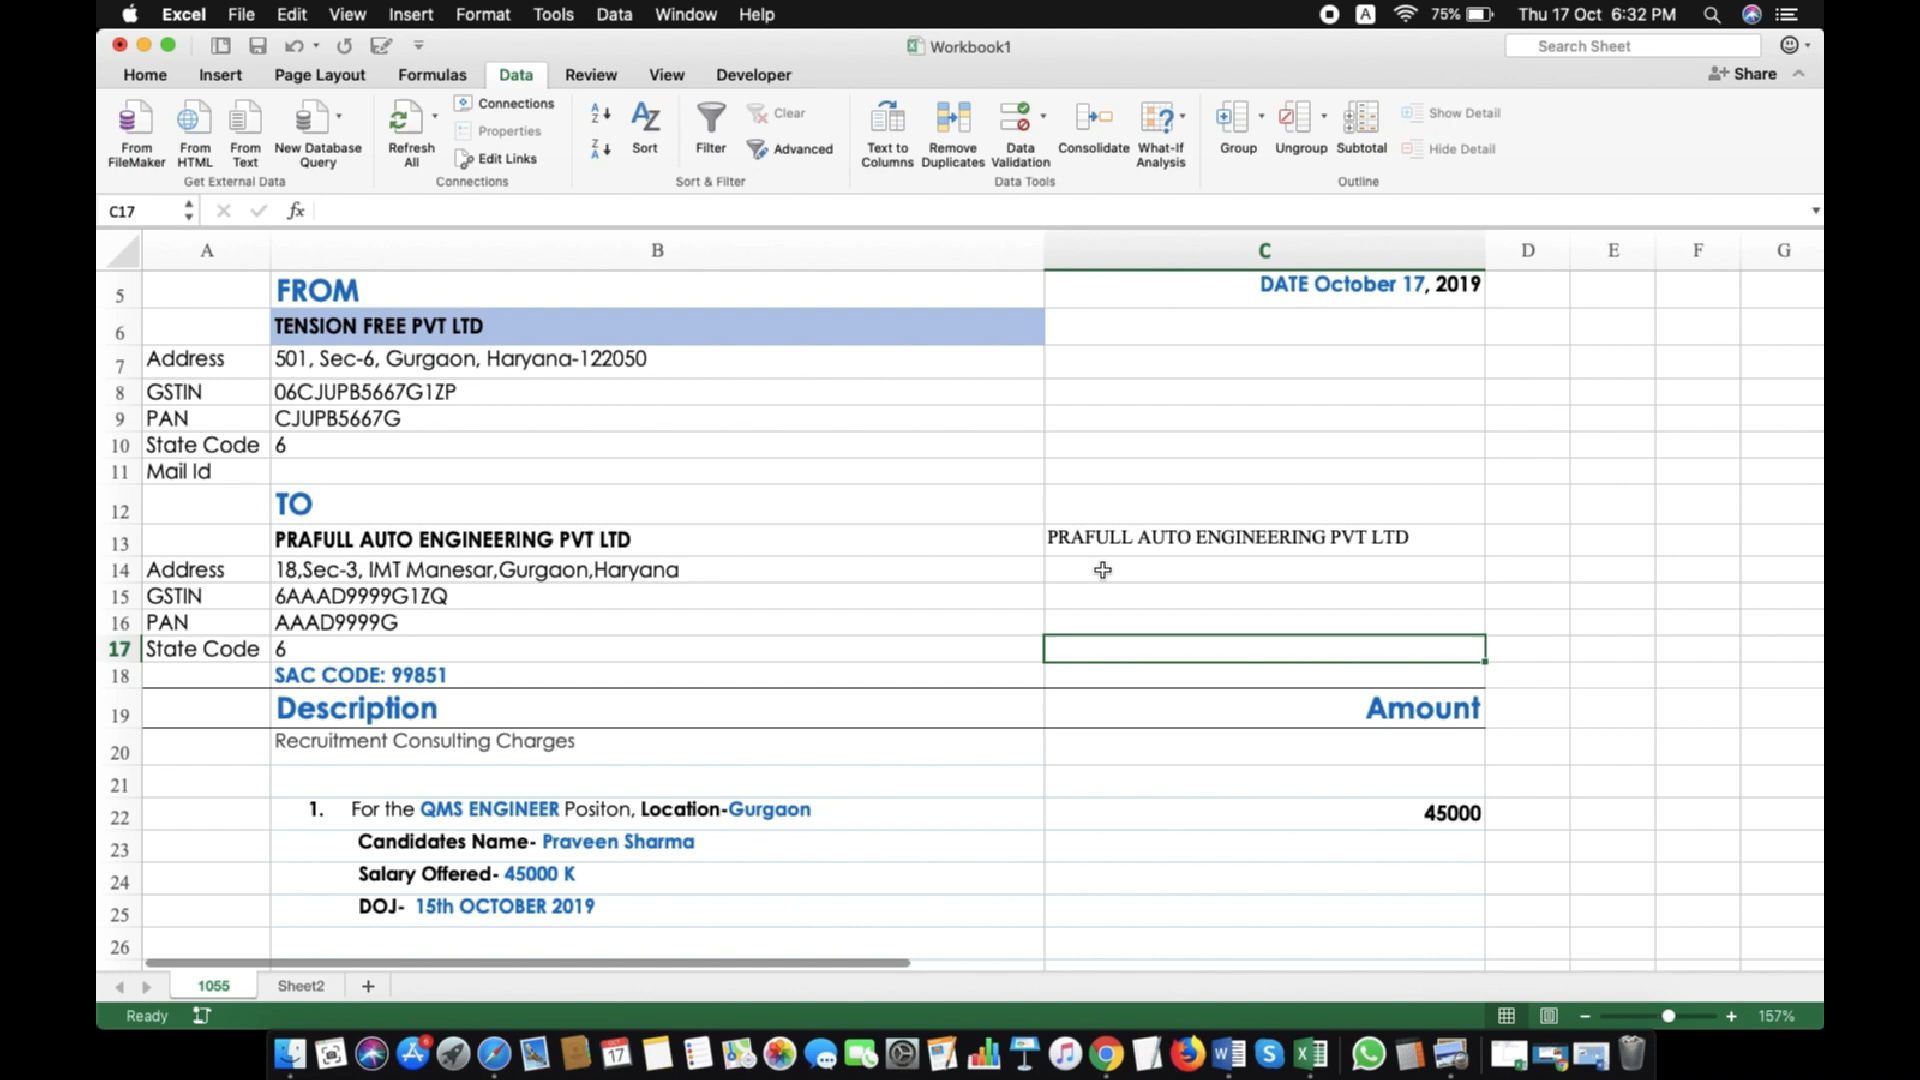 Excel File Edit View Insert Format Tools Data Window Help A 75% Thu 17 Oct 6:32 PM
Workbook1 Search Sheet
Home Insert Page Layout Formulas Data Review View Developer Share
From FileMaker From HTML From Text New Database Query Refresh All Connections Properties Edit Links Sort Filter Clear Advanced Text to Columns Remove Duplicates Data Validation Consolidate What-If Analysis Group Ungroup Subtotal Show Detail Hide Detail
Get External Data Connections Sort & Filter Data Tools Outline
C17 fx
A B C D E F G
5 FROM DATE October 17, 2019
6 TENSION FREE PVT LTD
7 Address 501, Sec-6, Gurgaon, Haryana-122050
8 GSTIN 06CJUPB5667G1ZP
9 PAN CJUPB5667G
10 State Code 6
11 Mail Id
12 TO
13 PRAFULL AUTO ENGINEERING PVT LTD PRAFULL AUTO ENGINEERING PVT LTD
14 Address 18,Sec-3, IMT Manesar,Gurgaon,Haryana
15 GSTIN 6AAAD9999G1ZQ
16 PAN AAAD9999G
17 State Code 6
18 SAC CODE: 99851
19 Description Amount
20 Recruitment Consulting Charges
21
22 1. For the QMS ENGINEER Positon, Location-Gurgaon 45000
23 Candidates Name- Praveen Sharma
24 Salary Offered- 45000 K
25 DOJ- 15th OCTOBER 2019
26
1055 Sheet2
Ready 157%